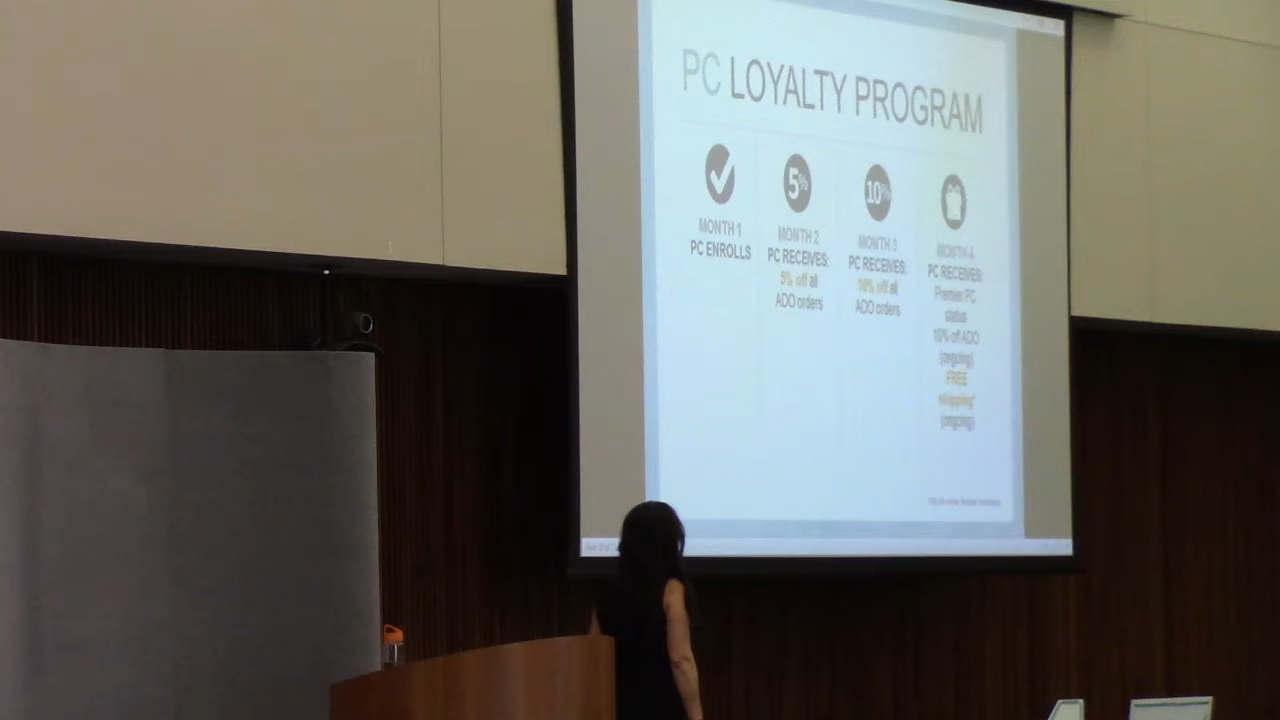 PC LOYALTY PROGRAM
5%
10%
MONTH 1
PC ENROLLS
MONTH 2
PC RECEIVES:
5% off all
ADO orders
MONTH 3
PC RECEIVES:
10% off all
ADO orders
MONTH 4
PC RECEIVES:
Premier PC
status
10% off ADO
(ongoing)
FREE
shipping*
(ongoing)